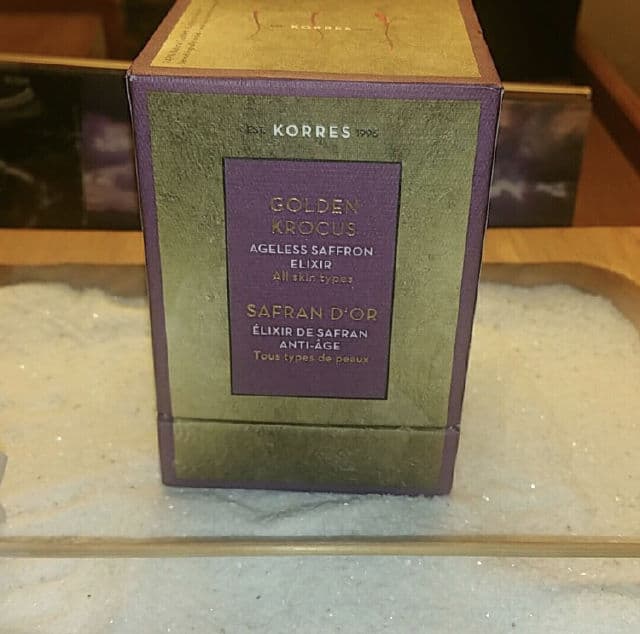 KORRES
EST. KORRES 1996
GOLDEN
KROCUS
AGELESS SAFFRON
ELIXIR
All skin types
SAFRAN D'OR
ÉLIXIR DE SAFRAN
ANTI-ÂGE
Tous types de peaux